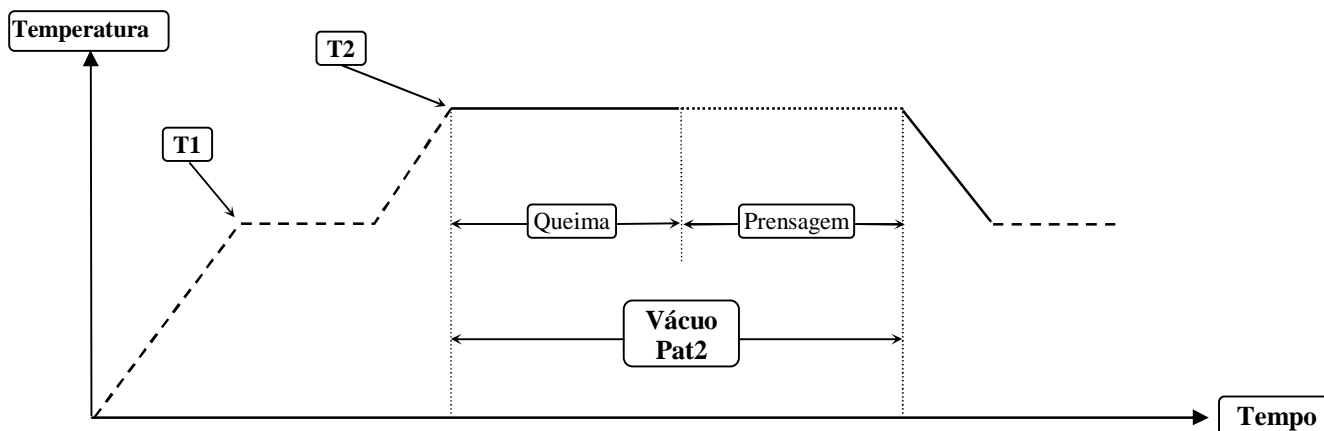 Temperatura
T2
T1
Queima
Prensagem
Vácuo
Pat2
Tempo